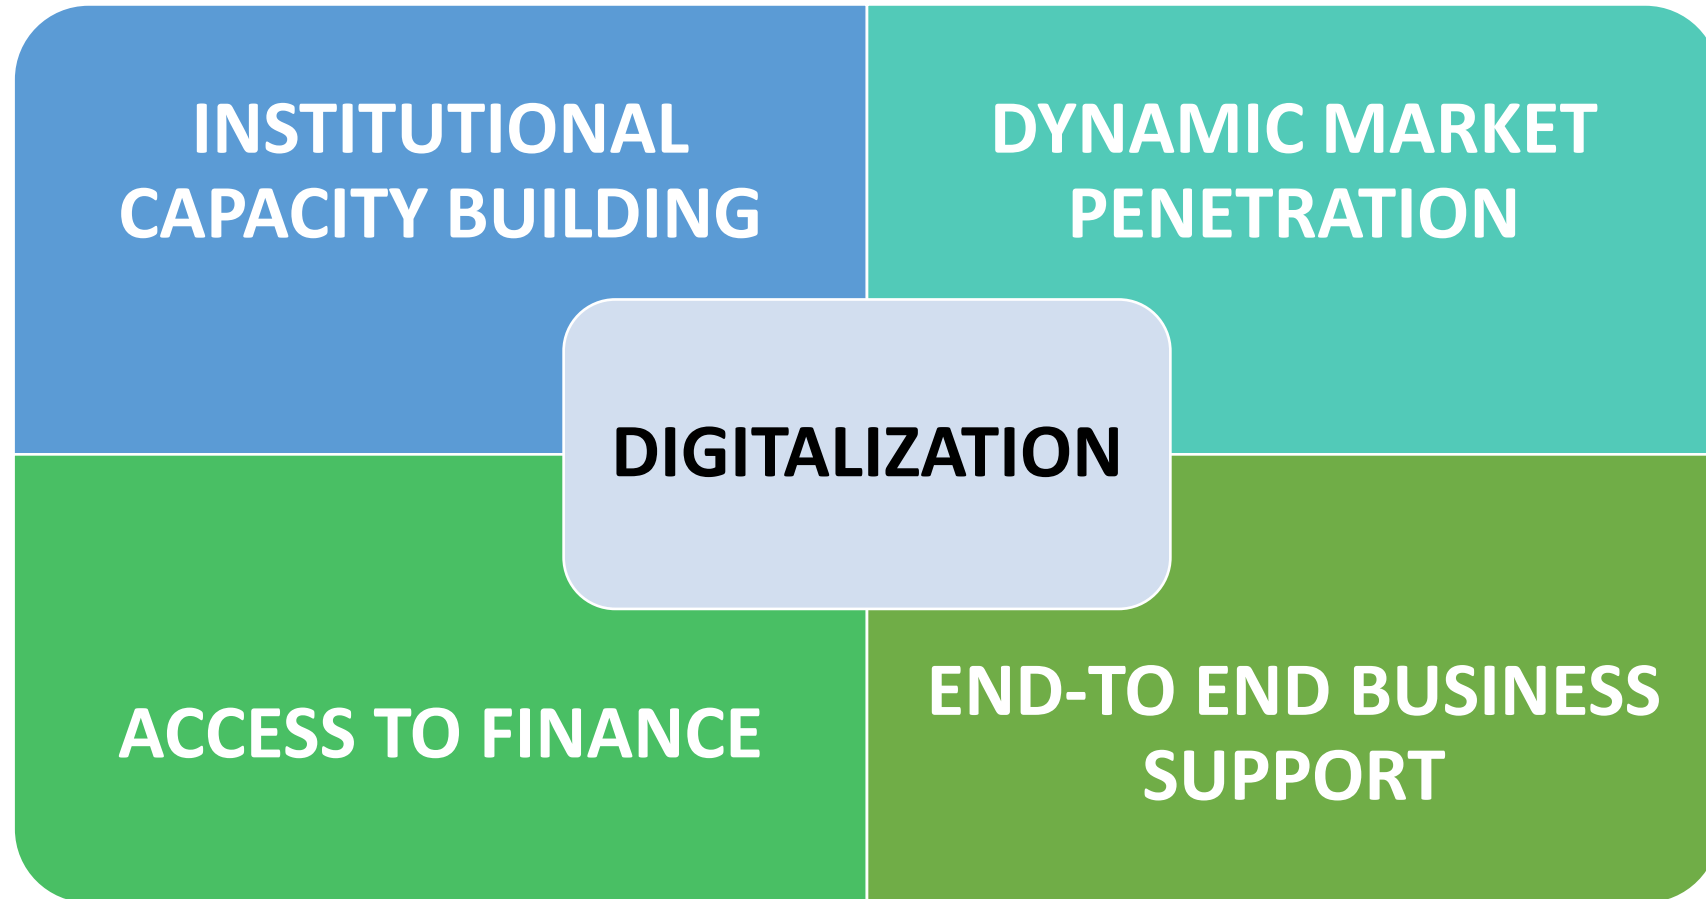 INSTITUTIONAL
CAPACITY BUILDING
DYNAMIC MARKET
PENETRATION
DIGITALIZATION
ACCESS TO FINANCE
END-TO END BUSINESS
SUPPORT